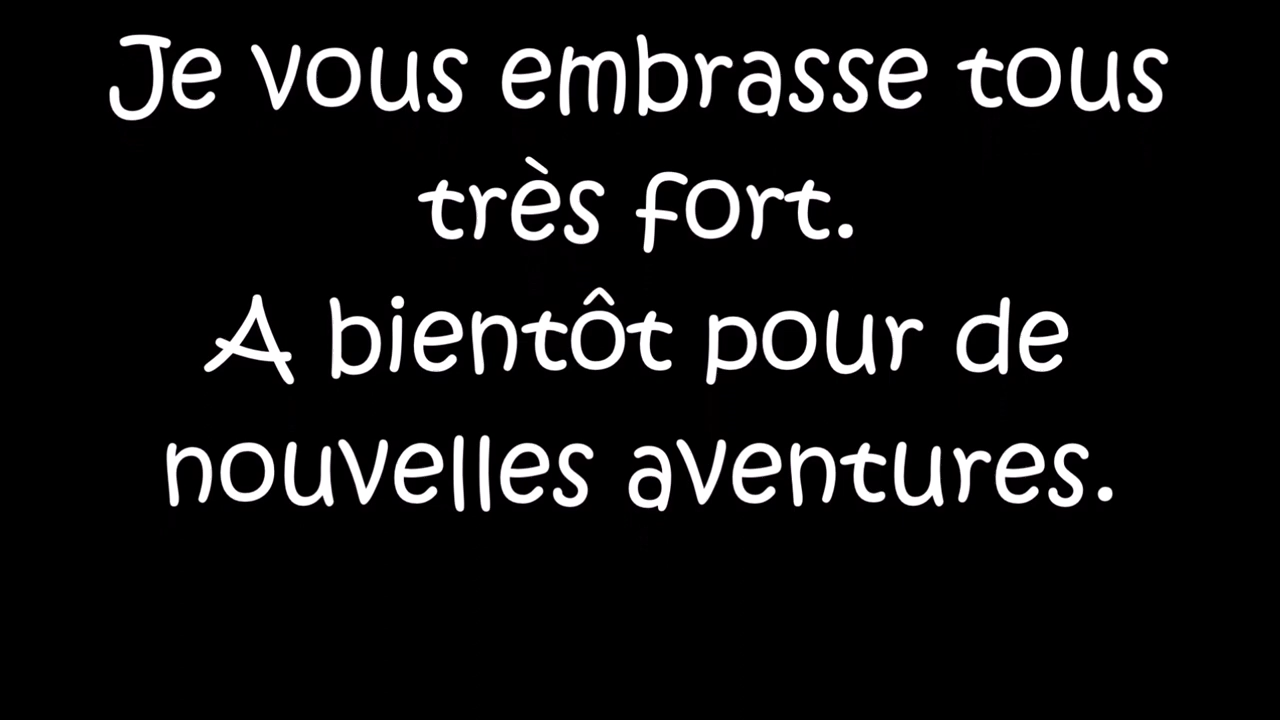 Je vous embrasse tous
très fort.
A bientôt pour de
nouvelles aventures.